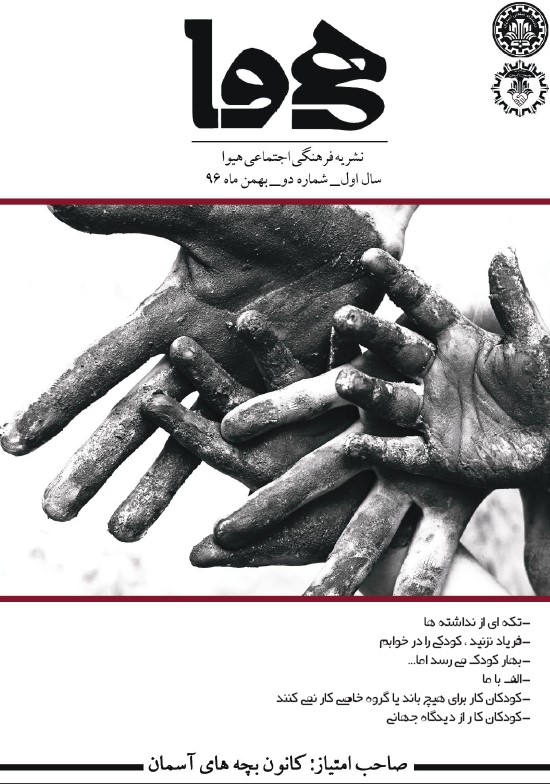 هیوا
نشریه فرهنگی اجتماعی هیوا
سال اول_ شماره دو_ بهمن ماه ۹۶
-تکه ای از نداشته ها
-فریاد نزنید ، کودکی را در خوابم
-بهار کودک می رسد اما...
-الف با ما
-کودکان کار برای هیچ باند یا گروه خاصی کار نمی کنند
-کودکان کار از دیدگاه جهانی
صاحب امتیاز: کانون بچه های آسمان